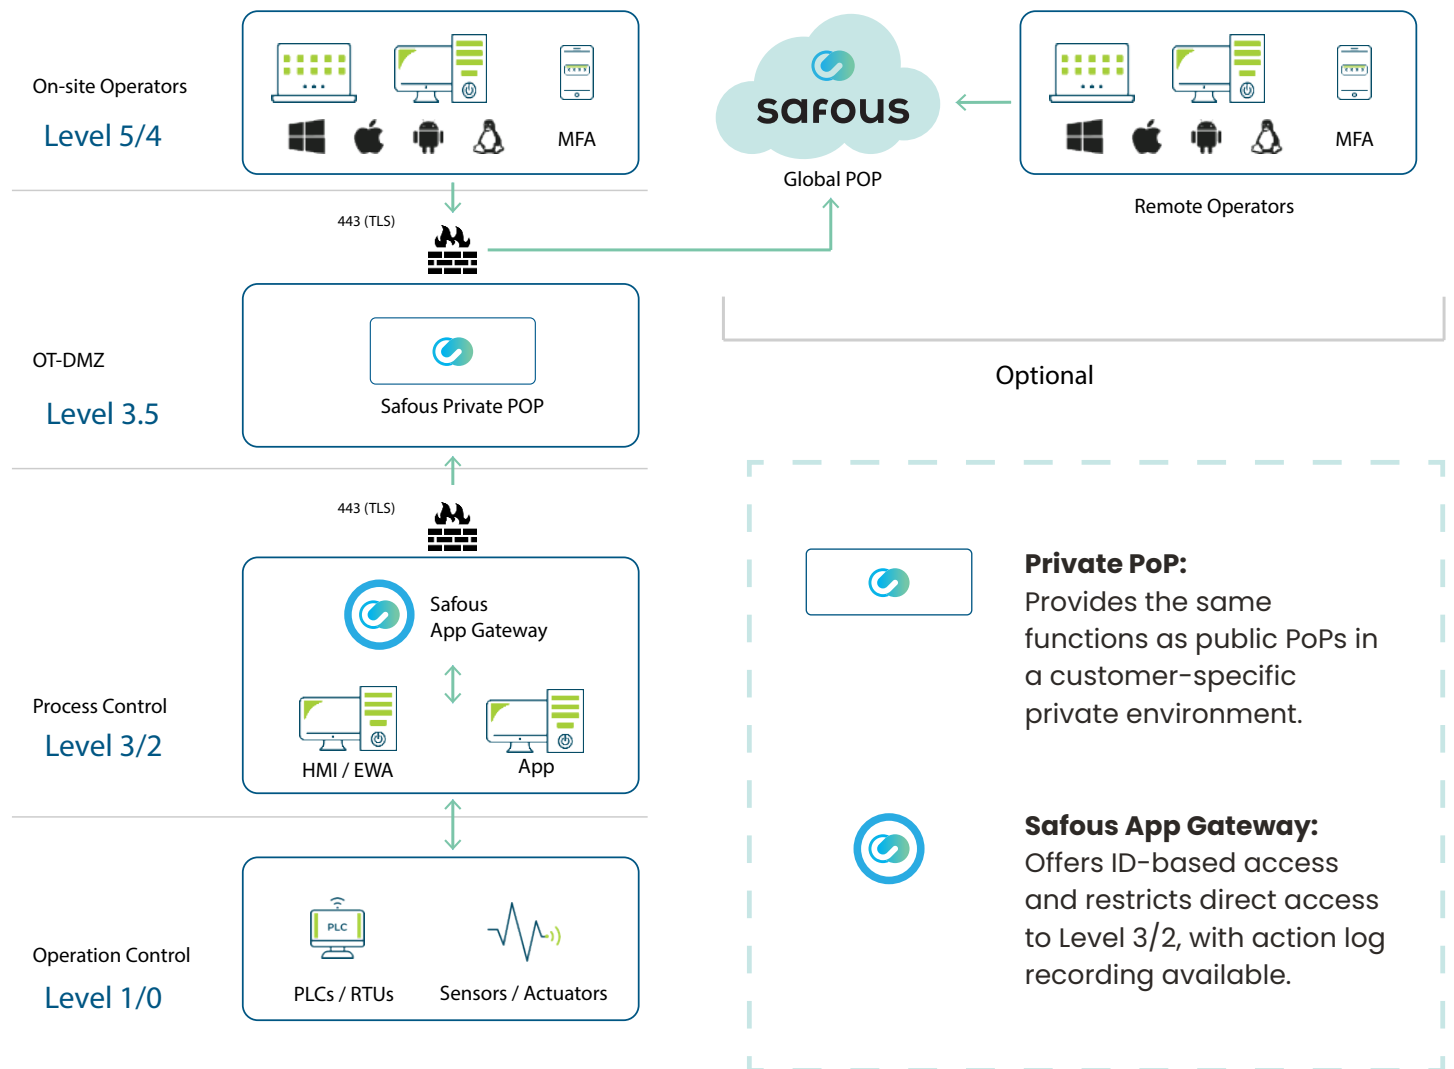 On-site Operators
Level 5/4
MFA
443 (TLS)
safous
Global POP
MFA
Remote Operators
Optional
OT-DMZ
Level 3.5
Safous Private POP
443 (TLS)
Process Control
Level 3/2
Safous
App Gateway
HMI / EWA
App
Operation Control
Level 1/0
PLC
PLCs / RTUs
Sensors / Actuators
Private PoP:
Provides the same
functions as public PoPs in
a customer-specific
private environment.
Safous App Gateway:
Offers ID-based access
and restricts direct access
to Level 3/2, with action log
recording available.